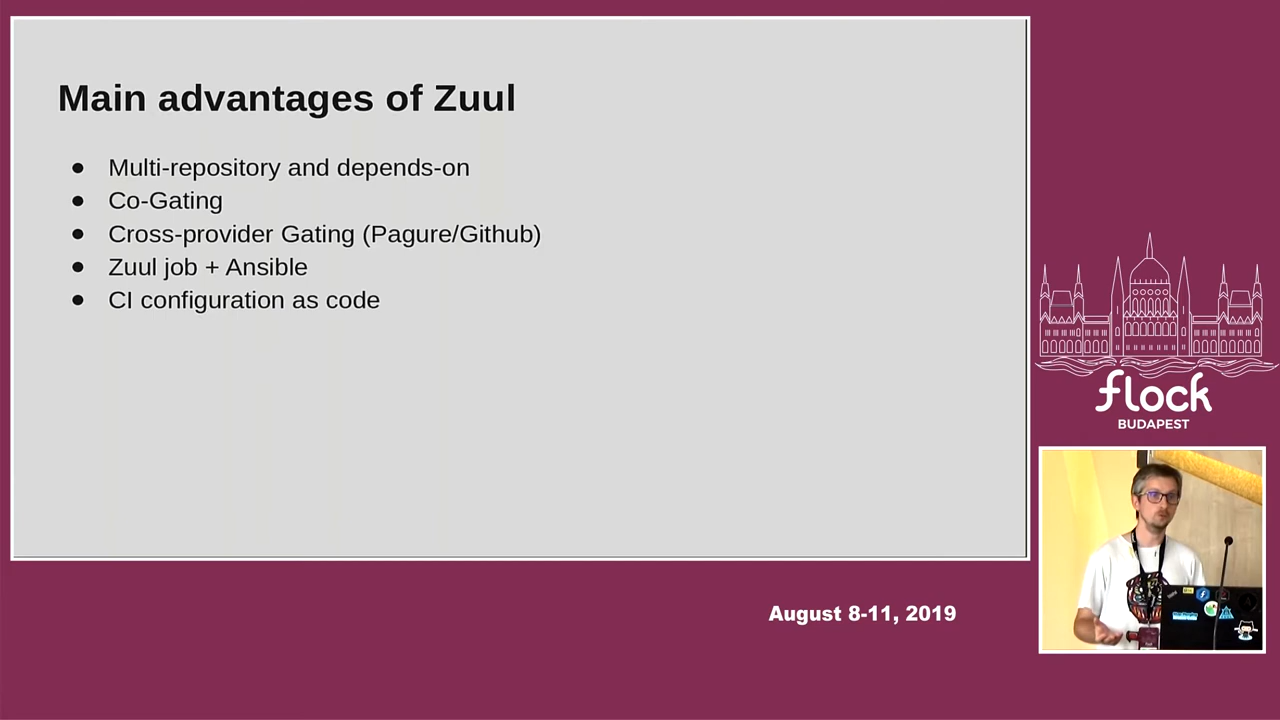 Main advantages of Zuul
● Multi-repository and depends-on
● Co-Gating
● Cross-provider Gating (Pagure/Github)
● Zuul job + Ansible
● CI configuration as code
flock
BUDAPEST
August 8-11, 2019